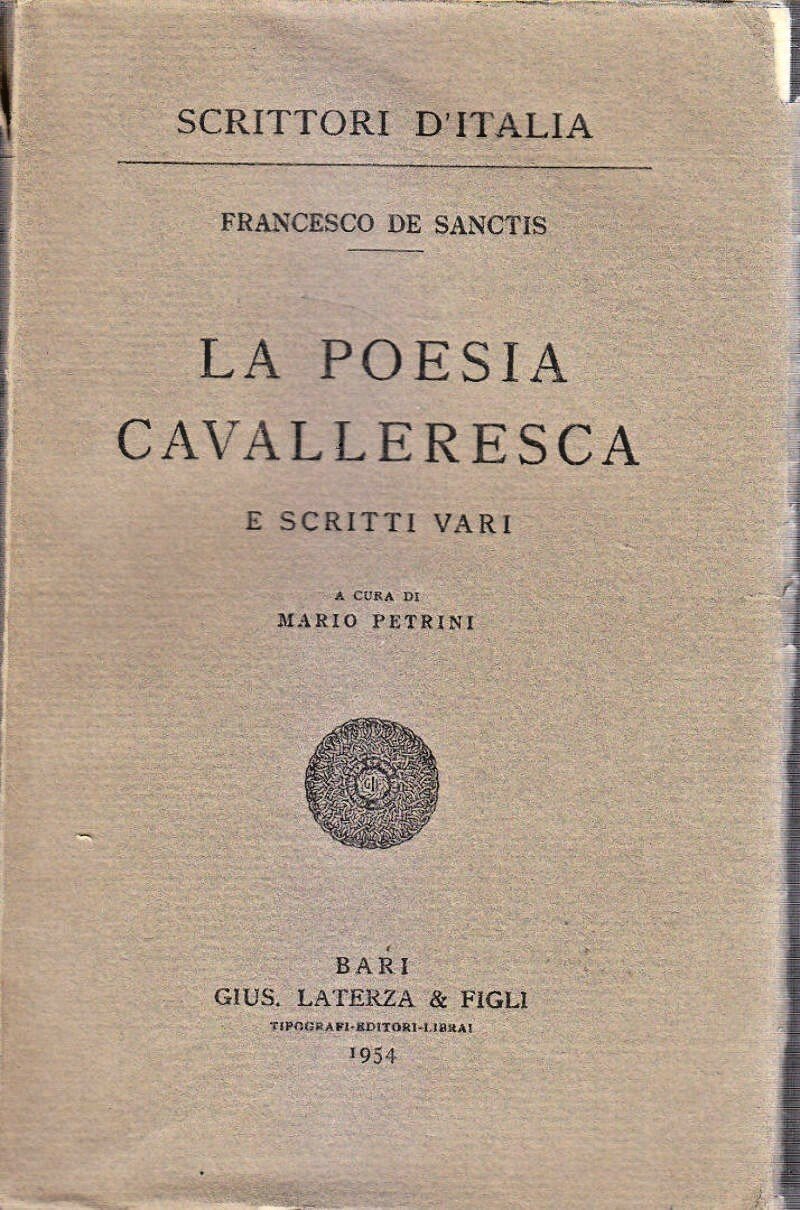 SCRITTORI D'ITALIA
FRANCESCO DE SANCTIS
LA POESIA
CAVALLERESCA
E SCRITTI VARI
A CURA DI
MARIO PETRINI
BARI
GIUS. LATERZA & FIGLI
TIPOGRAFI-EDITORI-LIBRAI
1954